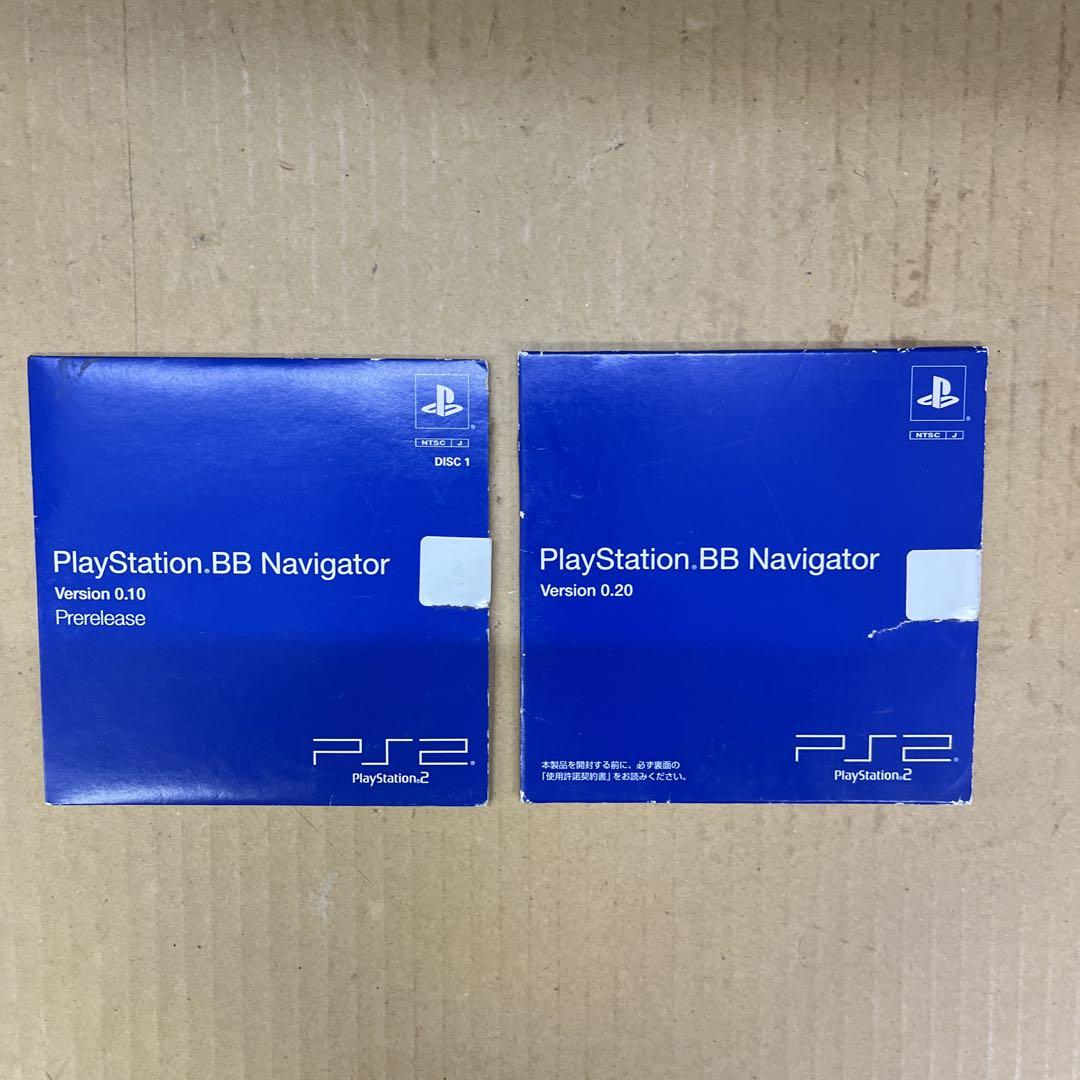 NTSC J
DISC 1
PlayStation®BB Navigator
Version 0.10
Prerelease
PS2®
PlayStation®2
NTSC J
PlayStation®BB Navigator
Version 0.20
本製品を開封する前に、必ず裏面の
「使用許諾契約書」をお読みください。
PS2®
PlayStation®2